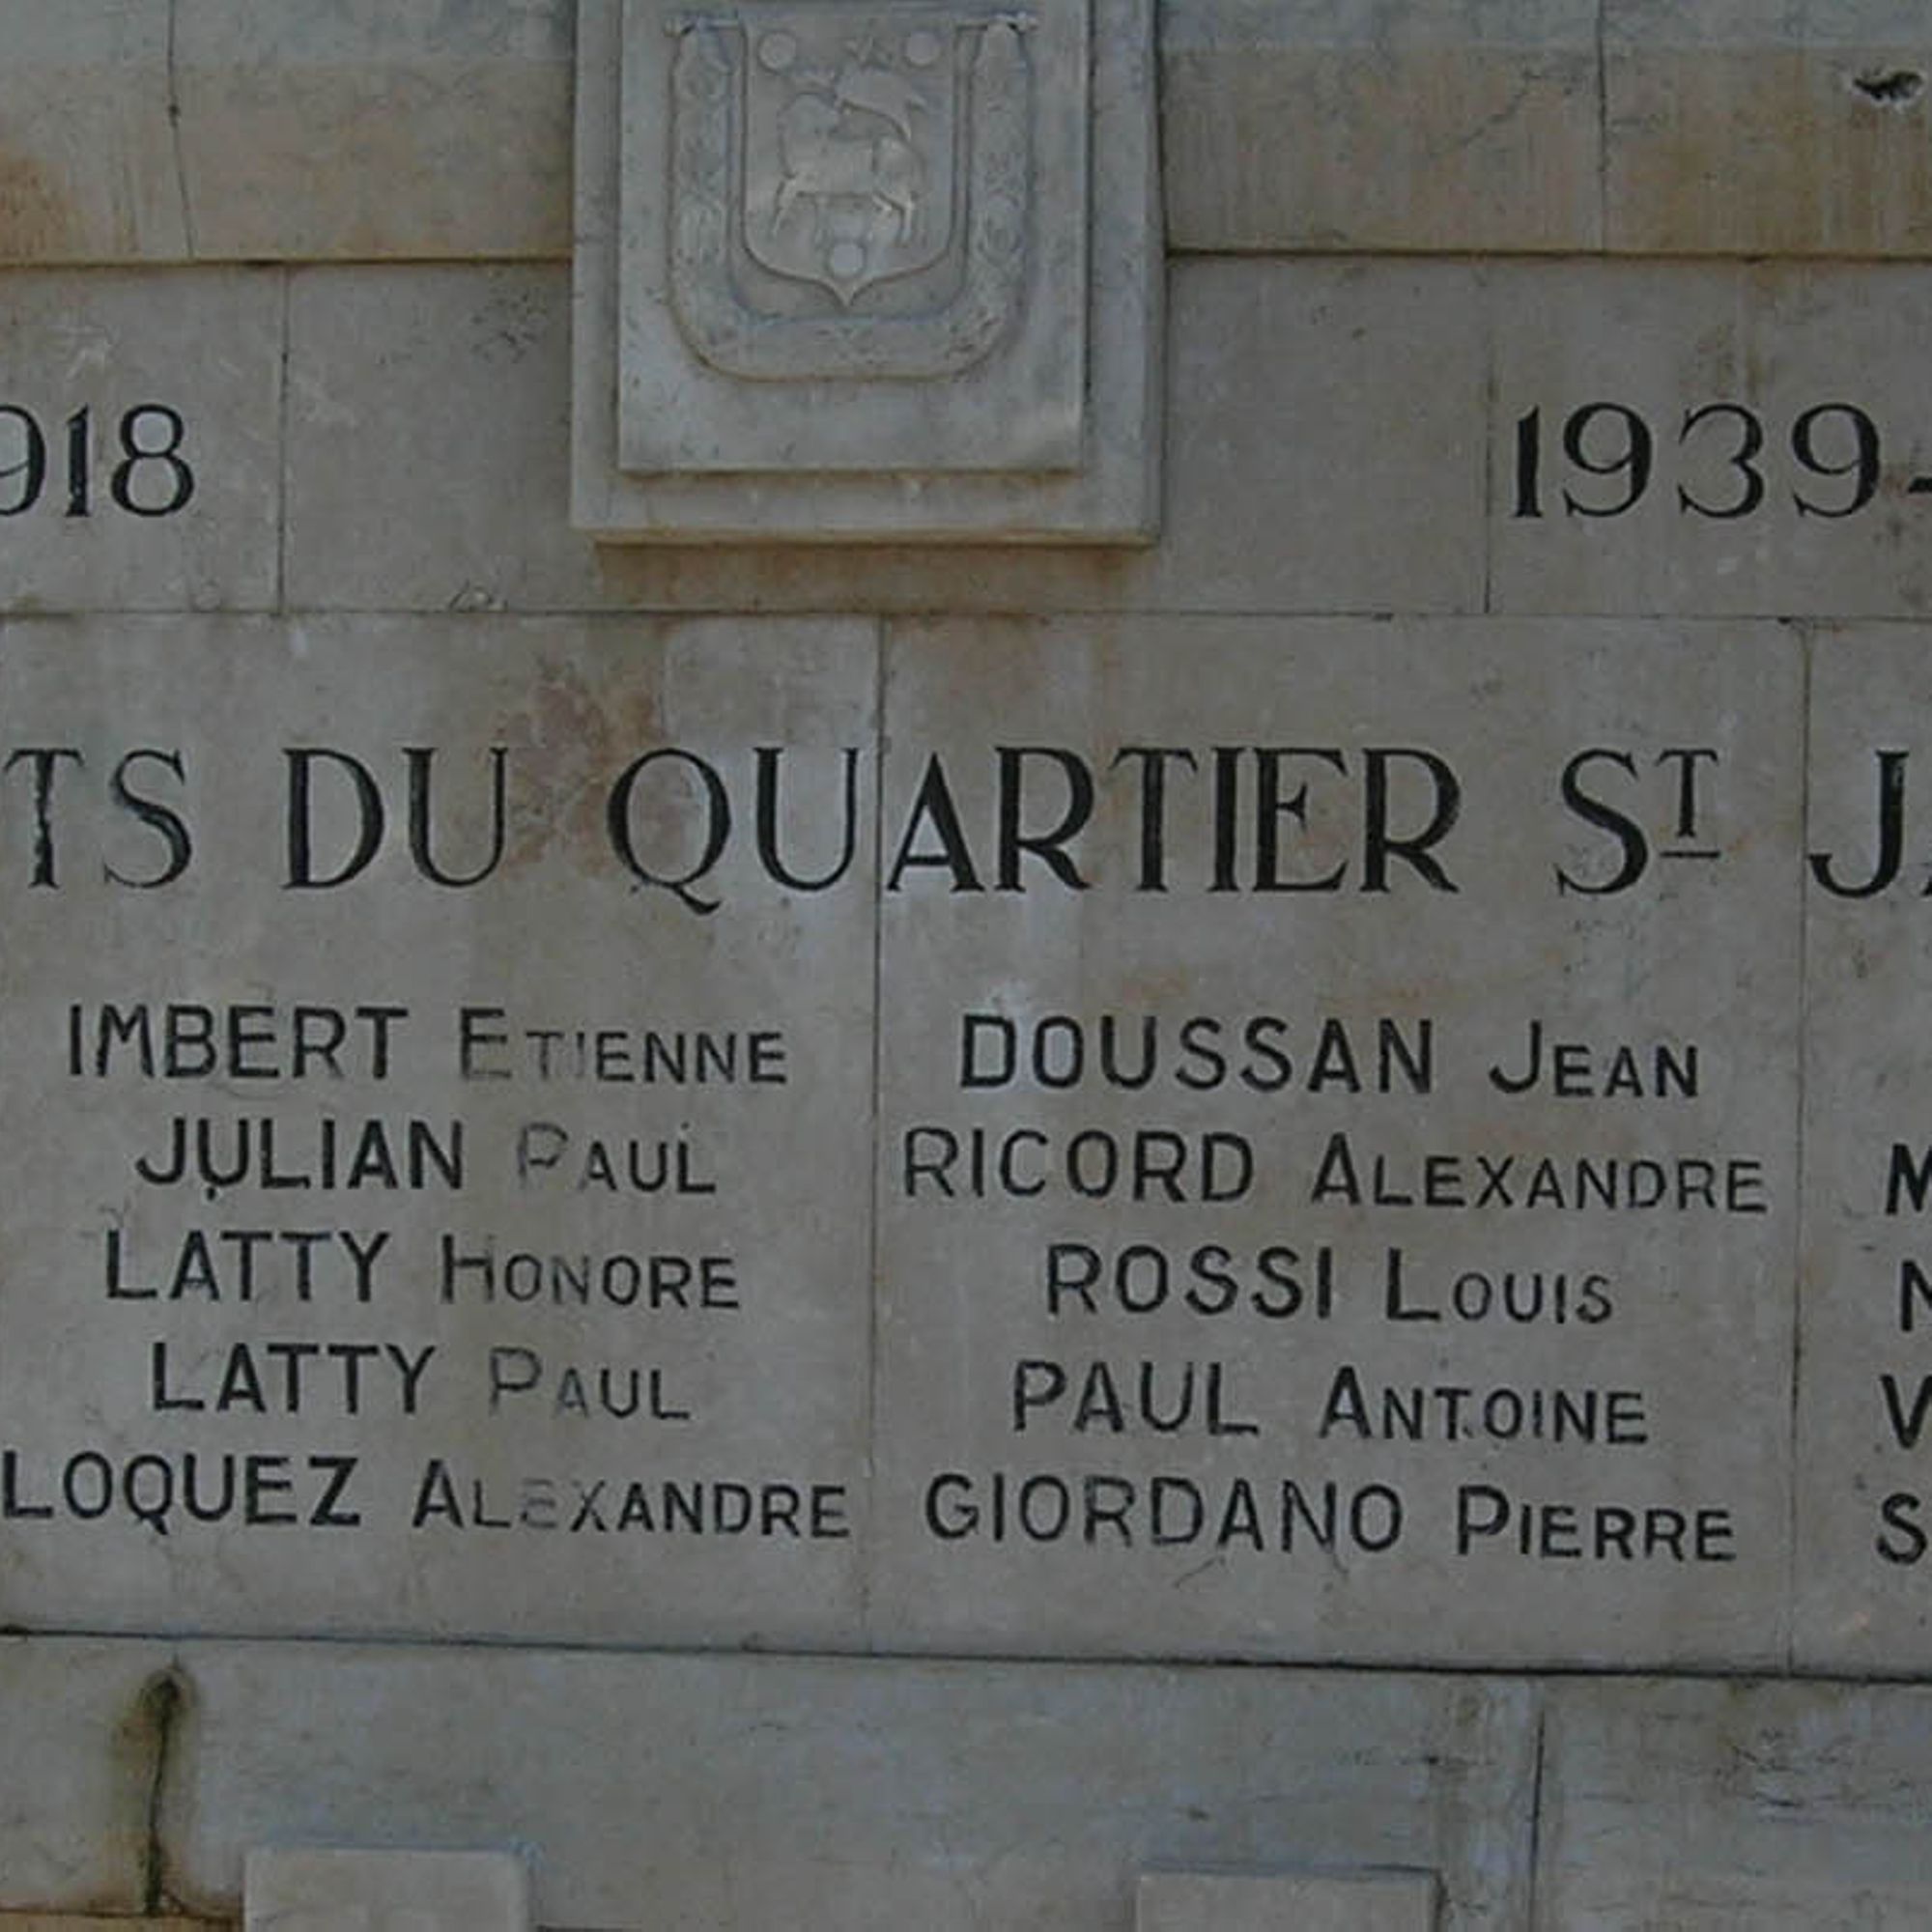 918 1939-
TS DU QUARTIER ST J
IMBERT ETIENNE
JULIAN PAUL
LATTY HONORE
LATTY PAUL
LOQUEZ ALEXANDRE
DOUSSAN JEAN
RICORD ALEXANDRE
ROSSI LOUIS
PAUL ANTOINE
GIORDANO PIERRE
M
N
V
S